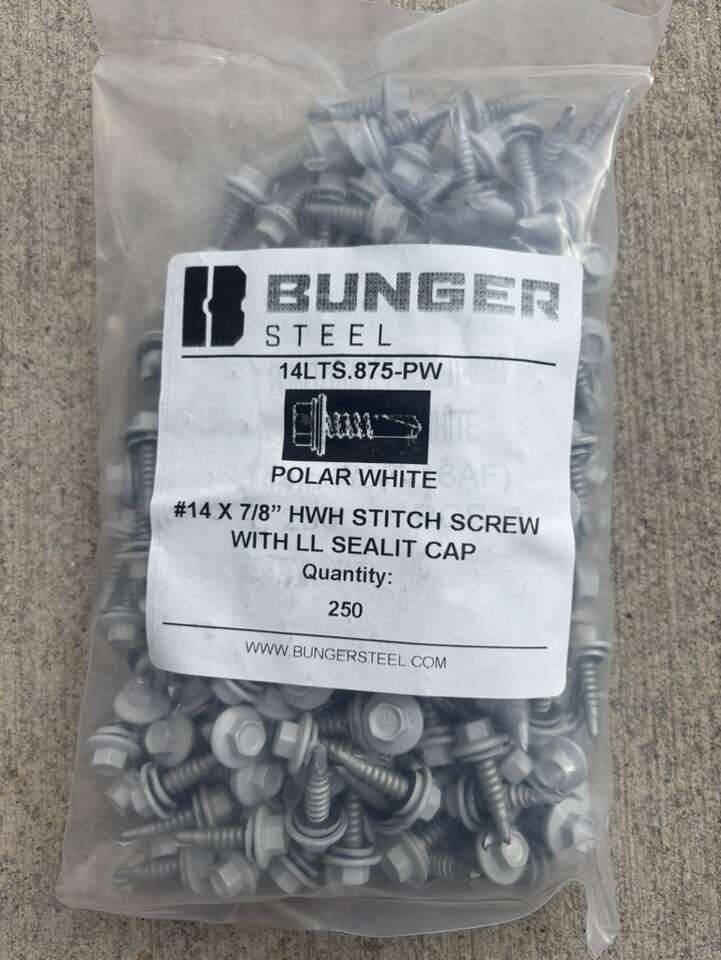 BUNGER
STEEL
14LTS.875-PW
POLAR WHITE
#14 X 7/8” HWH STITCH SCREW
WITH LL SEALIT CAP
Quantity:
250
WWW.BUNGERSTEEL.COM